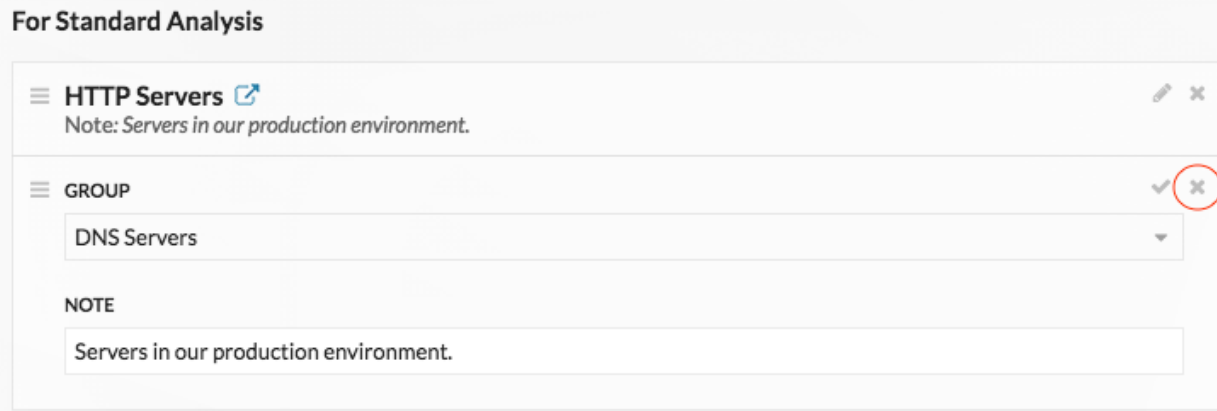 For Standard Analysis
HTTP Servers
Note: Servers in our production environment.
GROUP
DNS Servers
NOTE
Servers in our production environment.